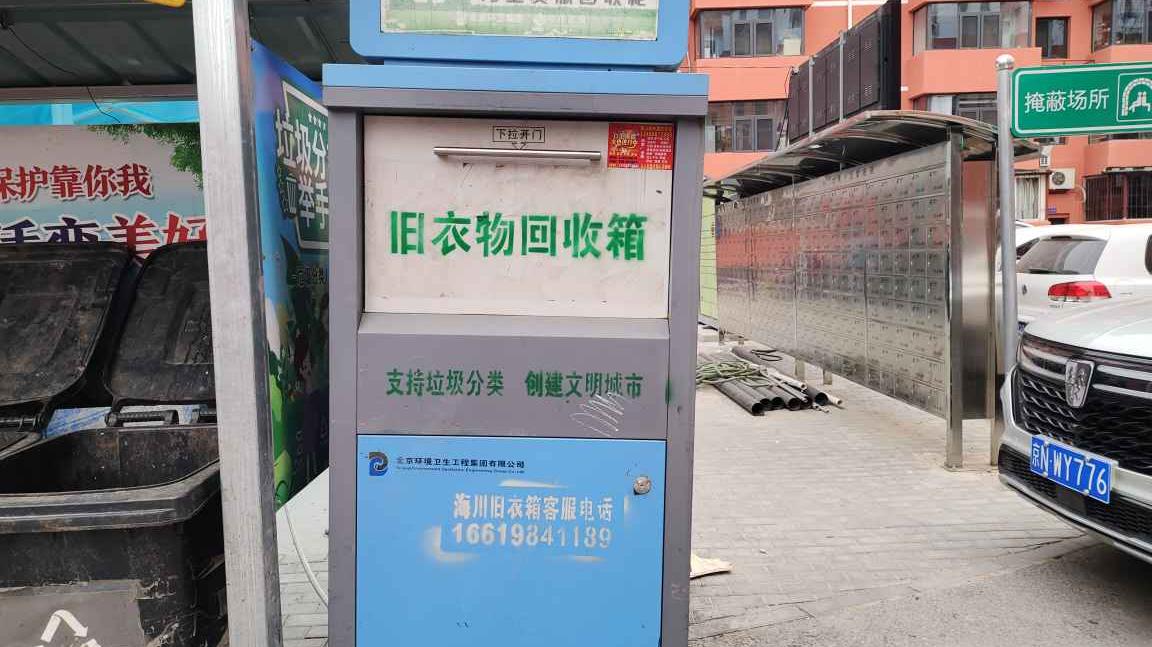 下拉开门
旧衣物回收箱
支持垃圾分类 创建文明城市
北京环境卫生工程集团有限公司
海川旧衣箱客服电话
16619841189
保护靠你我
垃圾分
举手
掩蔽场所
京N·WY776